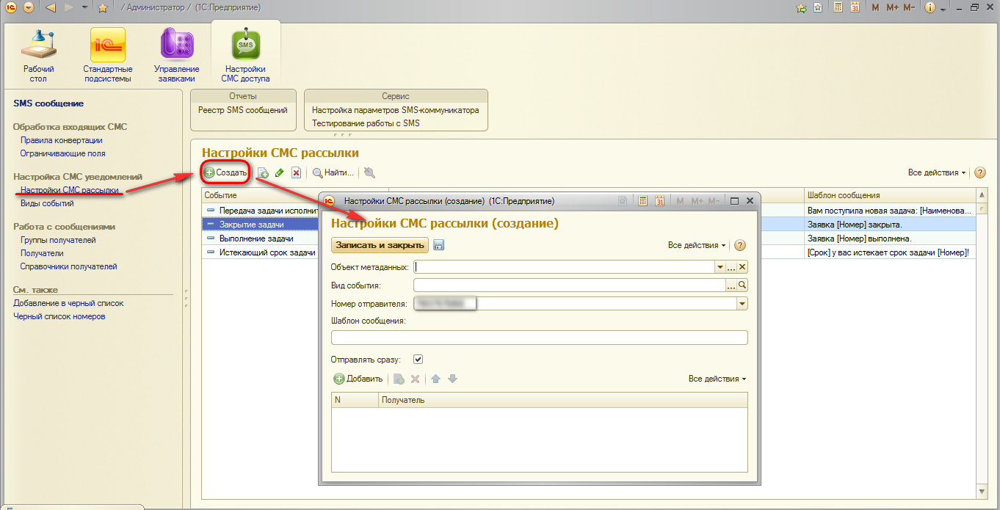 / Администратор / (1С:Предприятие)
M M+ M-
Рабочий
стол
Стандартные
подсистемы
Управление
заявками
SMS
Настройки
СМС доступа
SMS сообщение
Обработка входящих СМС
Правила конвертации
Ограничивающие поля
Настройка СМС уведомлений
Настройки СМС рассылки
Виды событий
Работа с сообщениями
Группы получателей
Получатели
Справочники получателей
См. также
Добавление в черный список
Черный список номеров
Отчеты
Реестр SMS сообщений
Сервис
Настройка параметров SMS-коммуникатора
Тестирование работы с SMS
Настройки СМС рассылки
Создать
Найти...
Все действия
Событие
Шаблон сообщения
Передача задачи исполнит
Вам поступила новая задача: [Наименова...
Закрытие задачи
Заявка [Номер] закрыта.
Выполнение задачи
Заявка [Номер] выполнена.
Истекающий срок задачи
[Срок] у вас истекает срок задачи [Номер]!
Настройки СМС рассылки (создание) (1С:Предприятие)
M M+ M-
Настройки СМС рассылки (создание)
Записать и закрыть
Все действия
Объект метаданных:
Вид события:
Номер отправителя:
Шаблон сообщения:
Отправлять сразу:
Добавить
Все действия
N
Получатель